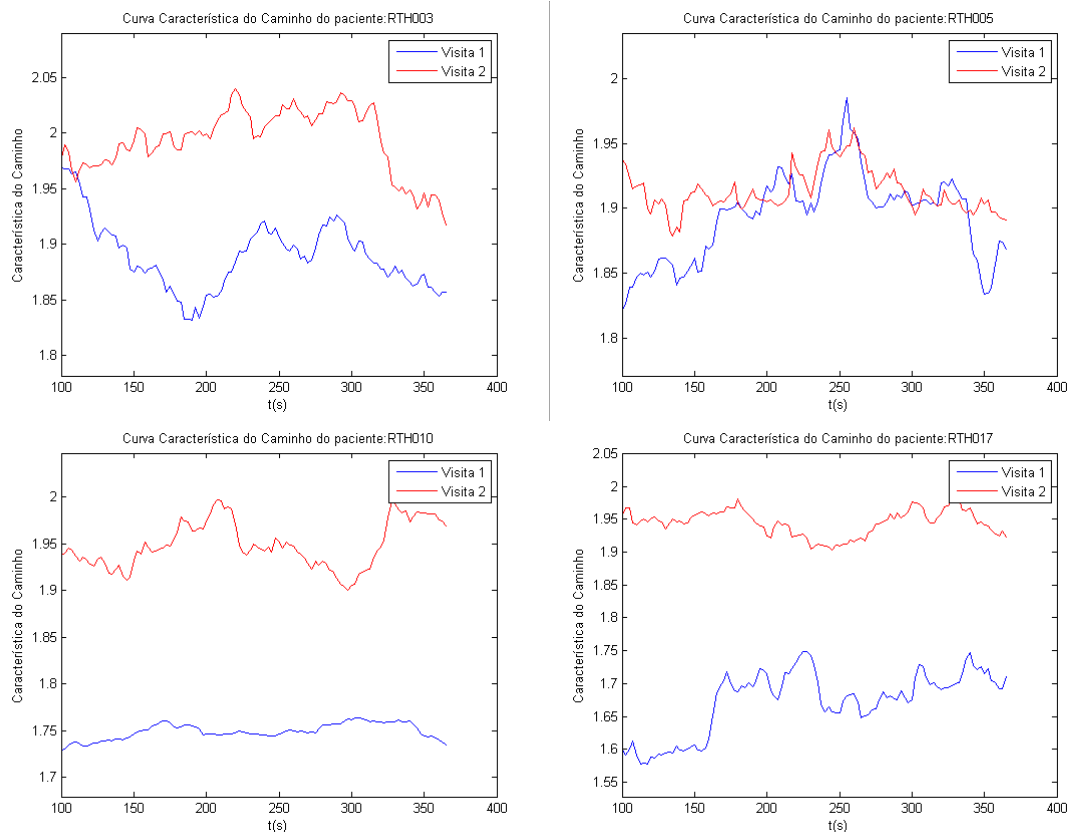 Curva Característica do Caminho do paciente:RTH003
Visita 1
Visita 2
2.05
2
1.95
1.9
1.85
1.8
Característica do Caminho
100 150 200 250 300 350 400
t(s)
Curva Característica do Caminho do paciente:RTH005
Visita 1
Visita 2
2
1.95
1.9
1.85
1.8
Característica do Caminho
100 150 200 250 300 350 400
t(s)
Curva Característica do Caminho do paciente:RTH010
Visita 1
Visita 2
2
1.95
1.9
1.85
1.8
1.75
1.7
Característica do Caminho
100 150 200 250 300 350 400
t(s)
Curva Característica do Caminho do paciente:RTH017
Visita 1
Visita 2
2.05
2
1.95
1.9
1.85
1.8
1.75
1.7
1.65
1.6
1.55
Característica do Caminho
100 150 200 250 300 350 400
t(s)